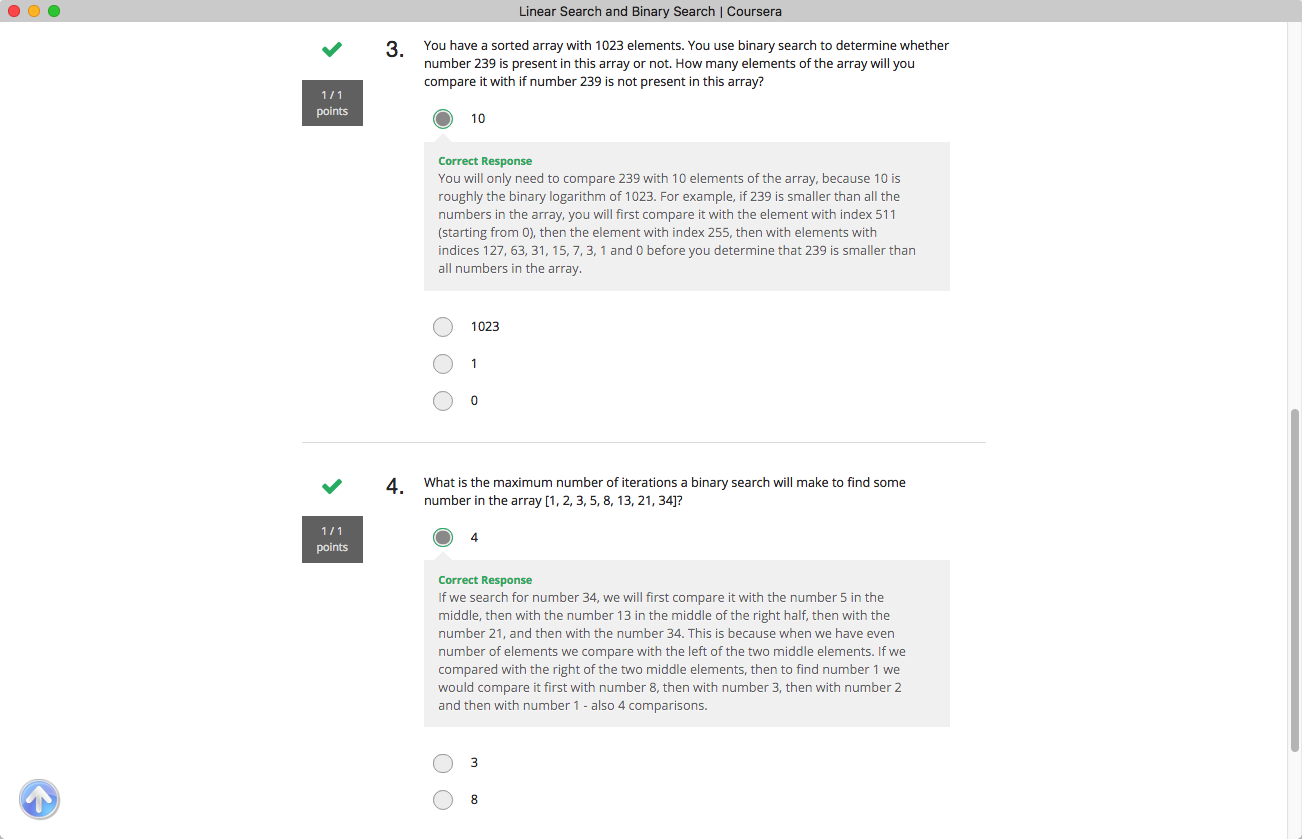 Linear Search and Binary Search | Coursera
3.
You have a sorted array with 1023 elements. You use binary search to determine whether
number 239 is present in this array or not. How many elements of the array will you
compare it with if number 239 is not present in this array?
1 / 1
points
10
Correct Response
You will only need to compare 239 with 10 elements of the array, because 10 is
roughly the binary logarithm of 1023. For example, if 239 is smaller than all the
numbers in the array, you will first compare it with the element with index 511
(starting from 0), then the element with index 255, then with elements with
indices 127, 63, 31, 15, 7, 3, 1 and 0 before you determine that 239 is smaller than
all numbers in the array.
1023
1
0
4.
What is the maximum number of iterations a binary search will make to find some
number in the array [1, 2, 3, 5, 8, 13, 21, 34]?
1 / 1
points
4
Correct Response
If we search for number 34, we will first compare it with the number 5 in the
middle, then with the number 13 in the middle of the right half, then with the
number 21, and then with the number 34. This is because when we have even
number of elements we compare with the left of the two middle elements. If we
compared with the right of the two middle elements, then to find number 1 we
would compare it first with number 8, then with number 3, then with number 2
and then with number 1 - also 4 comparisons.
3
8